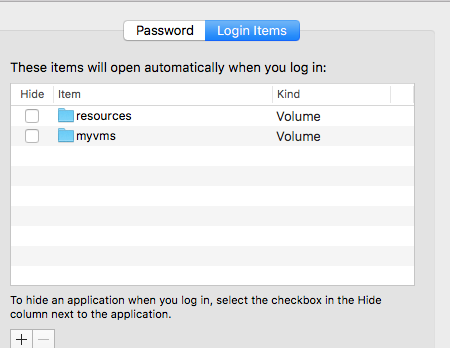 Password Login Items
These items will open automatically when you log in:
Hide Item Kind
resources Volume
myvms Volume
To hide an application when you log in, select the checkbox in the Hide
column next to the application.
+ −